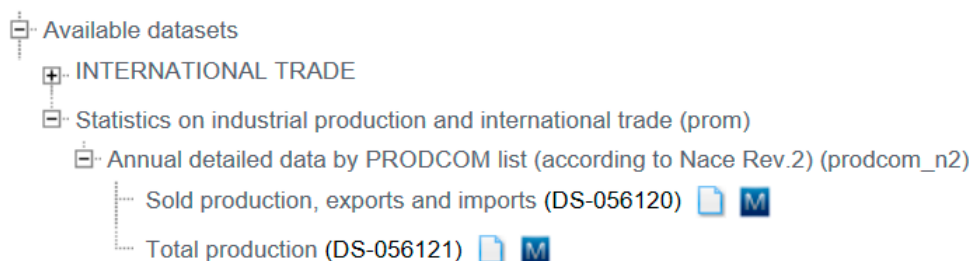 Available datasets
INTERNATIONAL TRADE
Statistics on industrial production and international trade (prom)
Annual detailed data by PRODCOM list (according to Nace Rev.2) (prodcom_n2)
Sold production, exports and imports (DS-056120) M
Total production (DS-056121) M